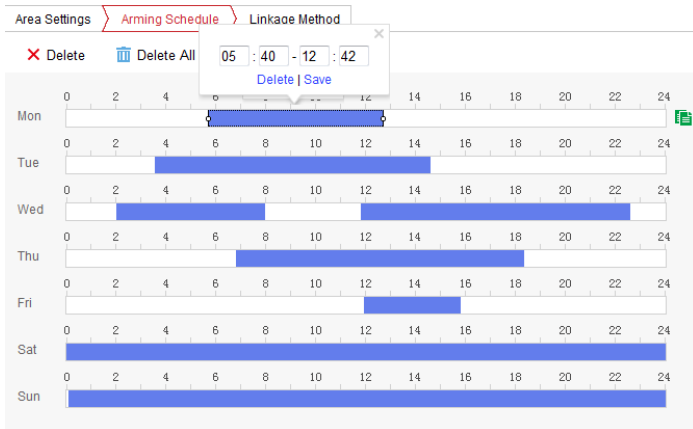 Area Settings Arming Schedule Linkage Method
Delete Delete All
05 : 40 - 12 : 42
Delete | Save
0 2 4 6 12 14 16 18 20 22 24
Mon
0 2 4 6 8 10 12 14 16 18 20 22 24
Tue
0 2 4 6 8 10 12 14 16 18 20 22 24
Wed
0 2 4 6 8 10 12 14 16 18 20 22 24
Thu
0 2 4 6 8 10 12 14 16 18 20 22 24
Fri
0 2 4 6 8 10 12 14 16 18 20 22 24
Sat
0 2 4 6 8 10 12 14 16 18 20 22 24
Sun